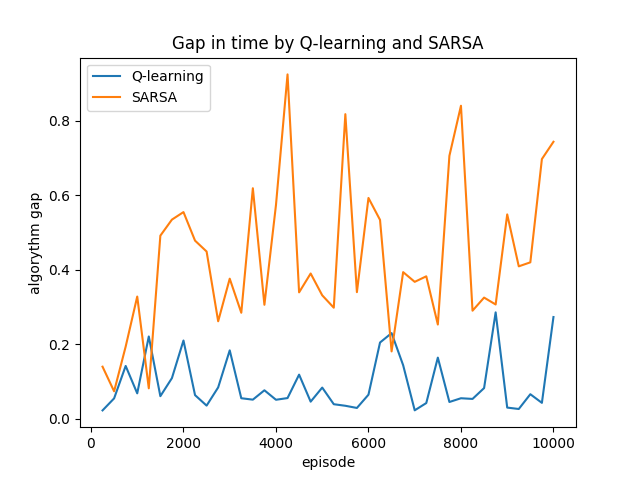 Gap in time by Q-learning and SARSA
Q-learning
SARSA
algorythm gap
0.8
0.6
0.4
0.2
0.0
0 2000 4000 6000 8000 10000
episode